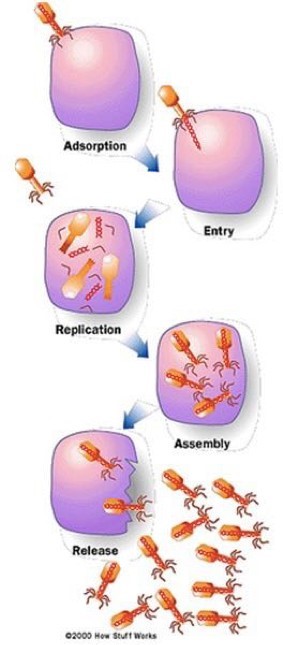 Adsorption
Entry
Replication
Assembly
Release
©2000 How Stuff Works